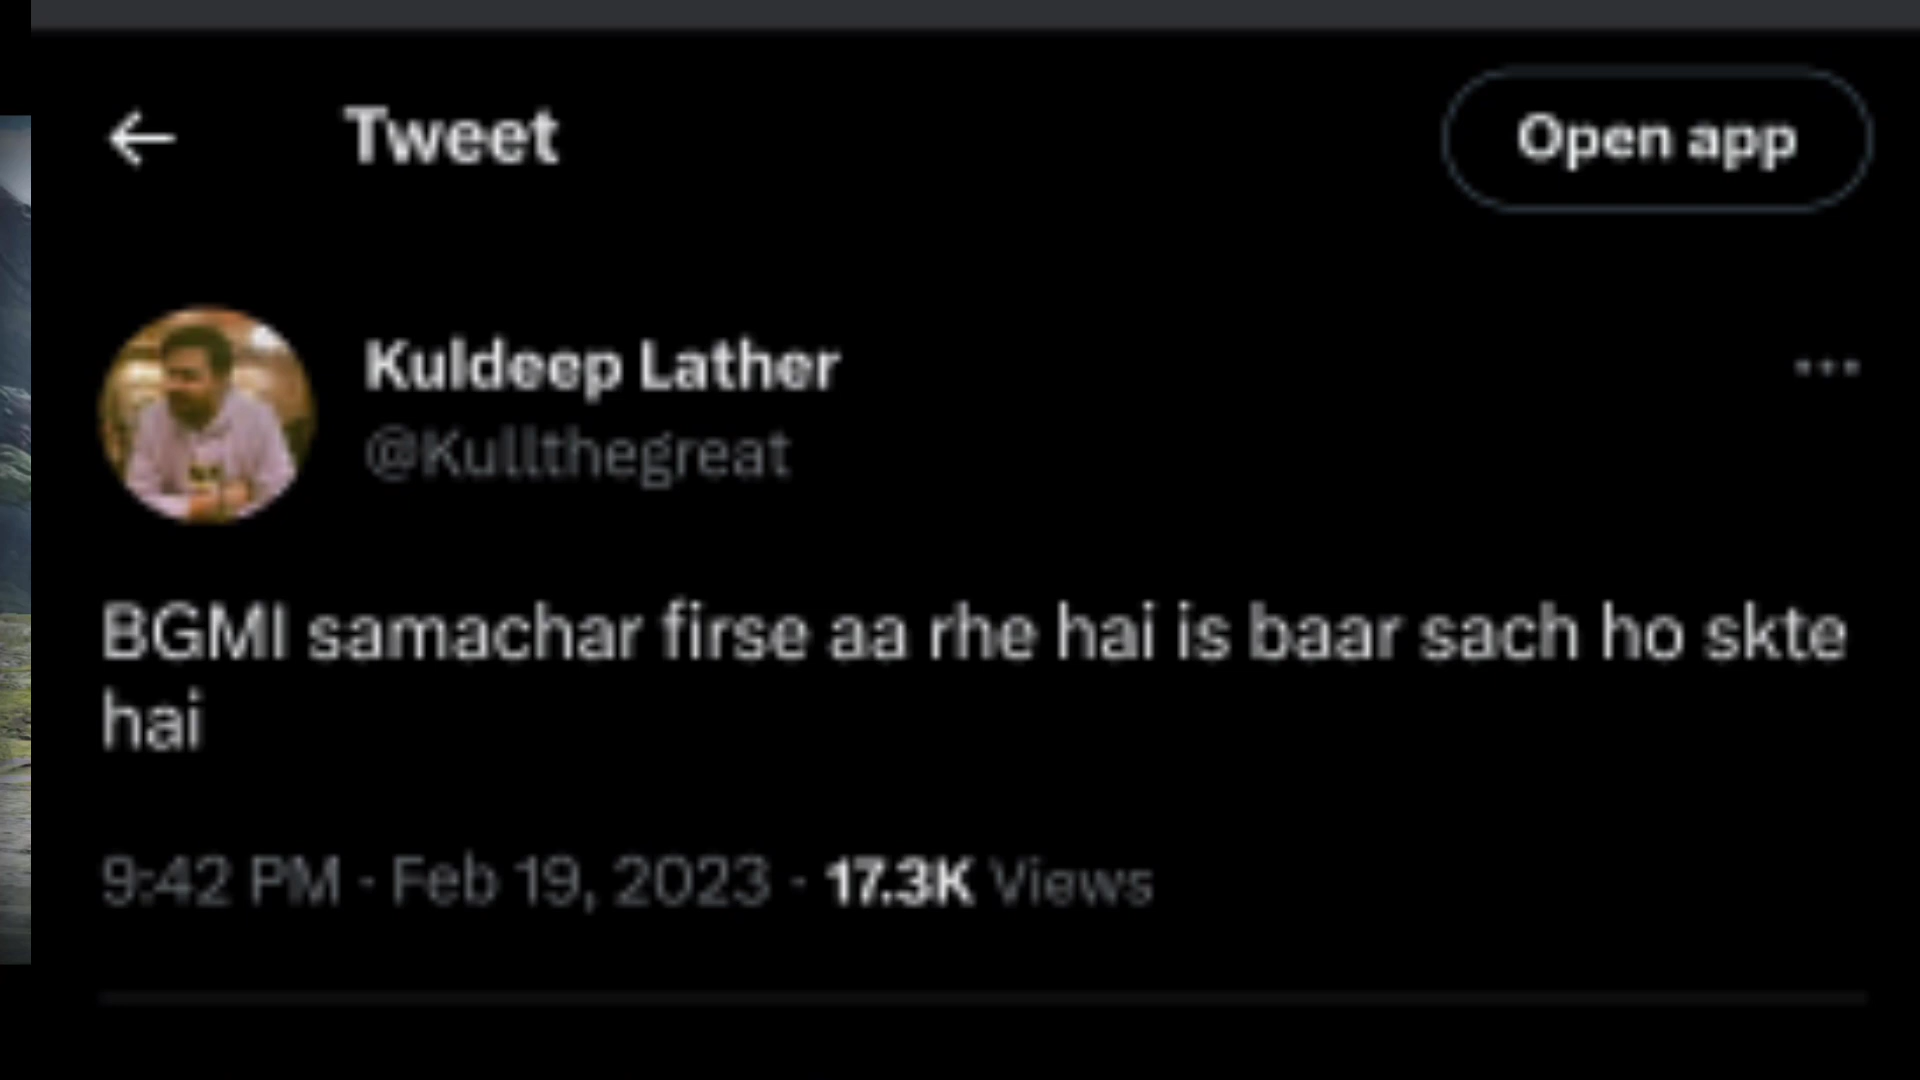 Tweet
Open app
Kuldeep Lather
@Kullthegreat
BGMI samachar firse aa rhe hai is baar sach ho skte
hai
9:42 PM · Feb 19, 2023 · 17.3K Views